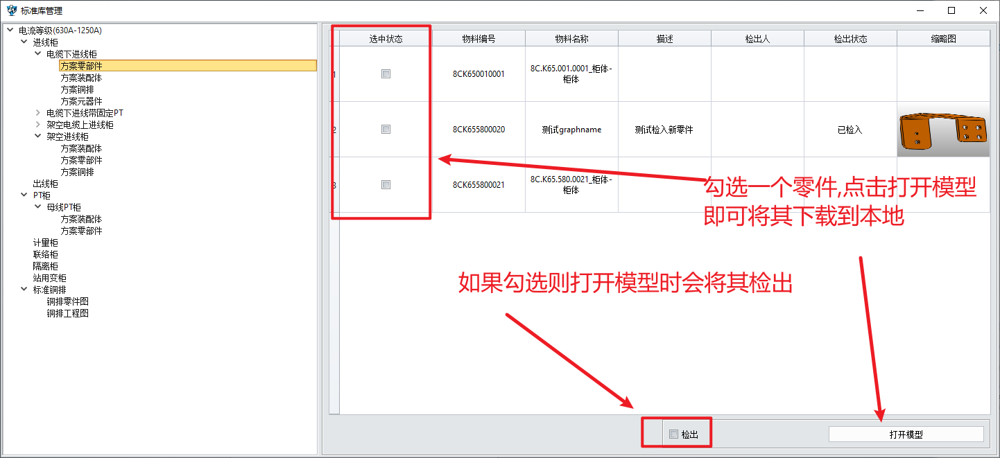 标准库管理
电流等级(630A-1250A)
进线柜
电缆下进线柜
方案零部件
方案装配体
方案铜排
方案元器件
电缆下进线带固定PT
架空电缆上进线柜
架空进线柜
方案装配体
方案零部件
方案铜排
出线柜
PT柜
母线PT柜
方案装配体
方案零部件
计量柜
联络柜
隔离柜
站用变柜
标准铜排
铜排零件图
铜排工程图
选中状态 物料编号 物料名称 描述 检出人 检出状态 缩略图
1 8CK650010001 8C.K65.001.0001_柜体-
柜体
2 8CK655800020 测试graphname 测试检入新零件 已检入
3 8CK655800021 8C.K65.580.0021_柜体-
柜体
勾选一个零件,点击打开模型
即可将其下载到本地
如果勾选则打开模型时会将其检出
检出 打开模型